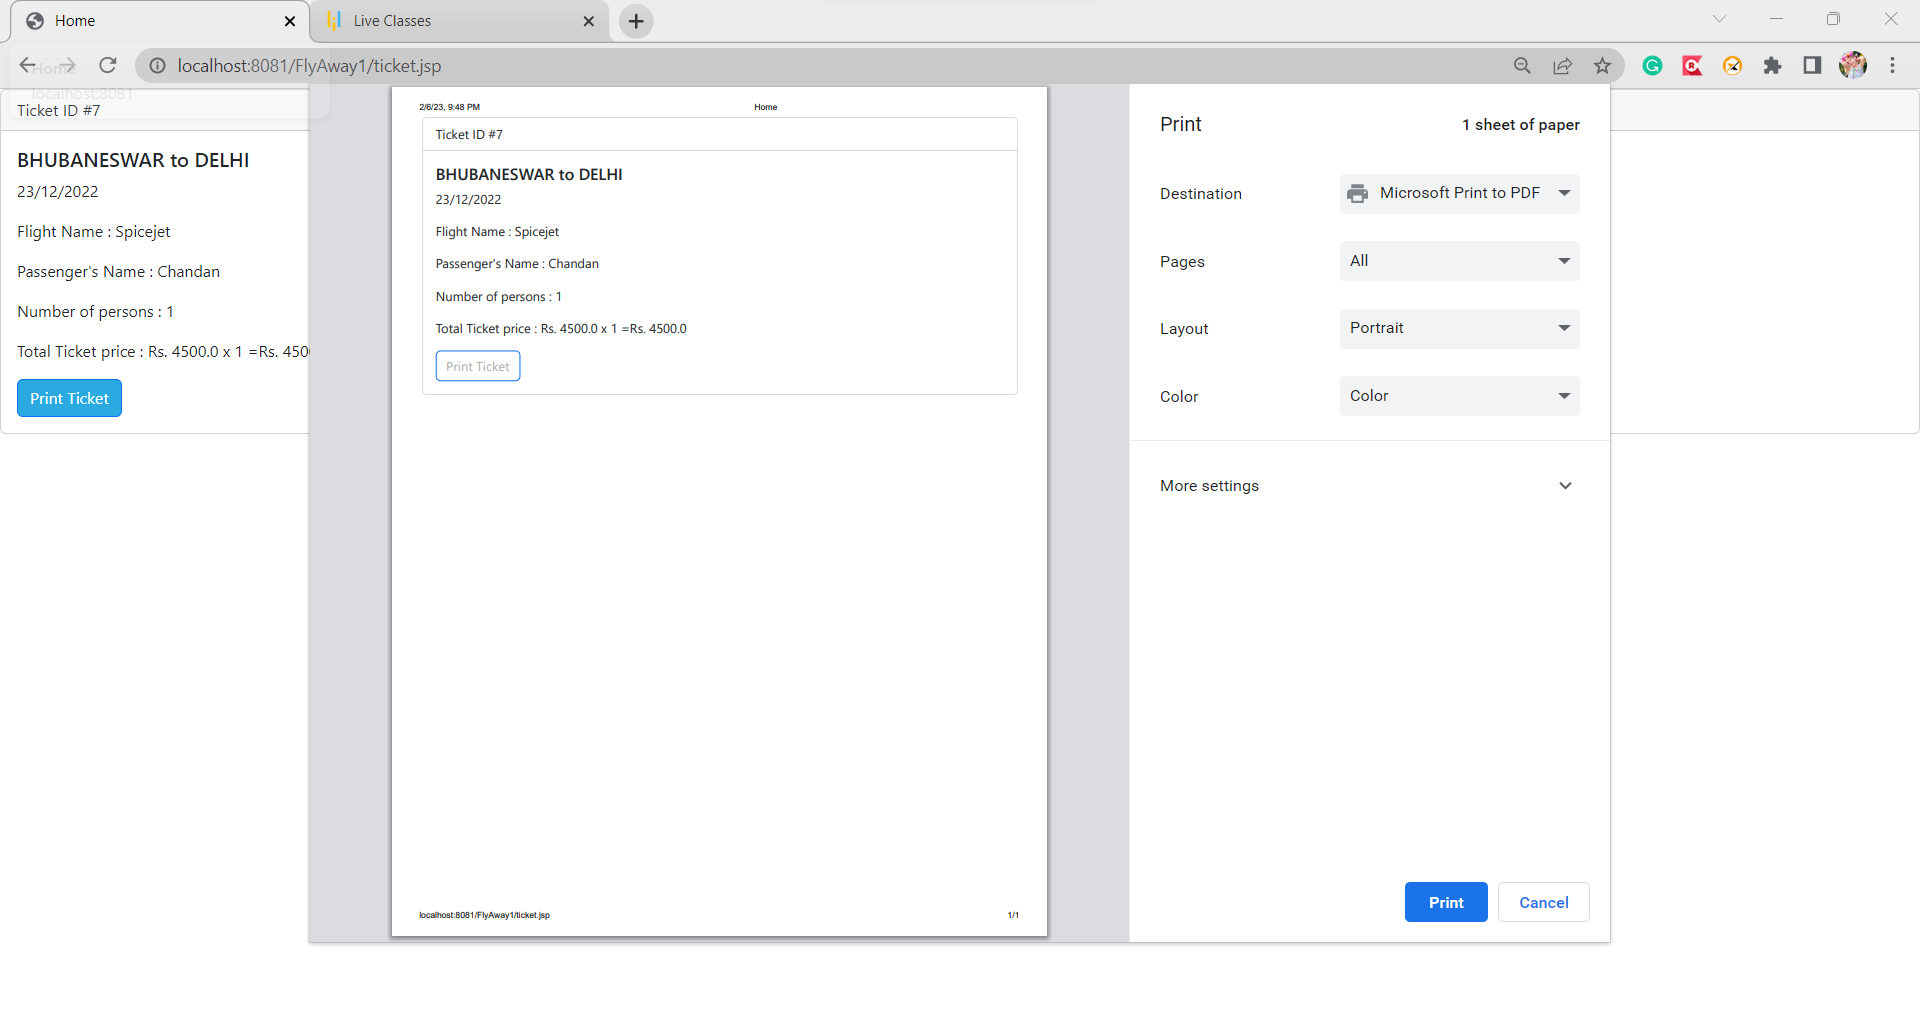 Home
Live Classes
localhost:8081/FlyAway1/ticket.jsp
Home
localhost:8081
Ticket ID #7
BHUBANESWAR to DELHI
23/12/2022
Flight Name : Spicejet
Passenger's Name : Chandan
Number of persons : 1
Total Ticket price : Rs. 4500.0 x 1 =Rs. 450
Print Ticket
2/6/23, 9:48 PM
Home
Ticket ID #7
BHUBANESWAR to DELHI
23/12/2022
Flight Name : Spicejet
Passenger's Name : Chandan
Number of persons : 1
Total Ticket price : Rs. 4500.0 x 1 =Rs. 4500.0
Print Ticket
localhost:8081/FlyAway1/ticket.jsp
1/1
Print
1 sheet of paper
Destination
Microsoft Print to PDF
Pages
All
Layout
Portrait
Color
Color
More settings
Print
Cancel